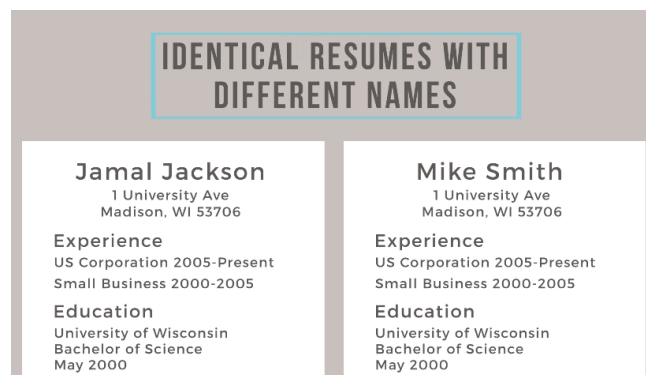 IDENTICAL RESUMES WITH
DIFFERENT NAMES
Jamal Jackson
1 University Ave
Madison, WI 53706
Experience
US Corporation 2005-Present
Small Business 2000-2005
Education
University of Wisconsin
Bachelor of Science
May 2000
Mike Smith
1 University Ave
Madison, WI 53706
Experience
US Corporation 2005-Present
Small Business 2000-2005
Education
University of Wisconsin
Bachelor of Science
May 2000